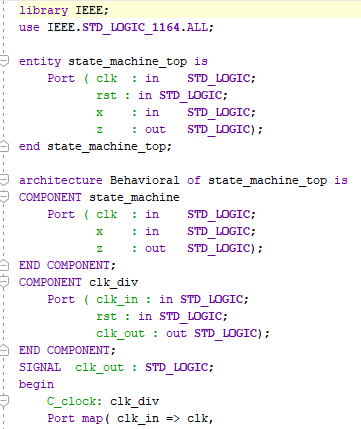 library IEEE;
use IEEE.STD_LOGIC_1164.ALL;
entity state_machine_top is
Port ( clk : in STD_LOGIC;
rst : in STD_LOGIC;
x : in STD_LOGIC;
z : out STD_LOGIC);
end state_machine_top;
architecture Behavioral of state_machine_top is
COMPONENT state_machine
Port ( clk : in STD_LOGIC;
x : in STD_LOGIC;
z : out STD_LOGIC);
END COMPONENT;
COMPONENT clk_div
Port ( clk_in : in STD_LOGIC;
rst : in STD_LOGIC;
clk_out : out STD_LOGIC);
END COMPONENT;
SIGNAL clk_out : STD_LOGIC;
begin
C_clock: clk_div
Port map( clk_in => clk,